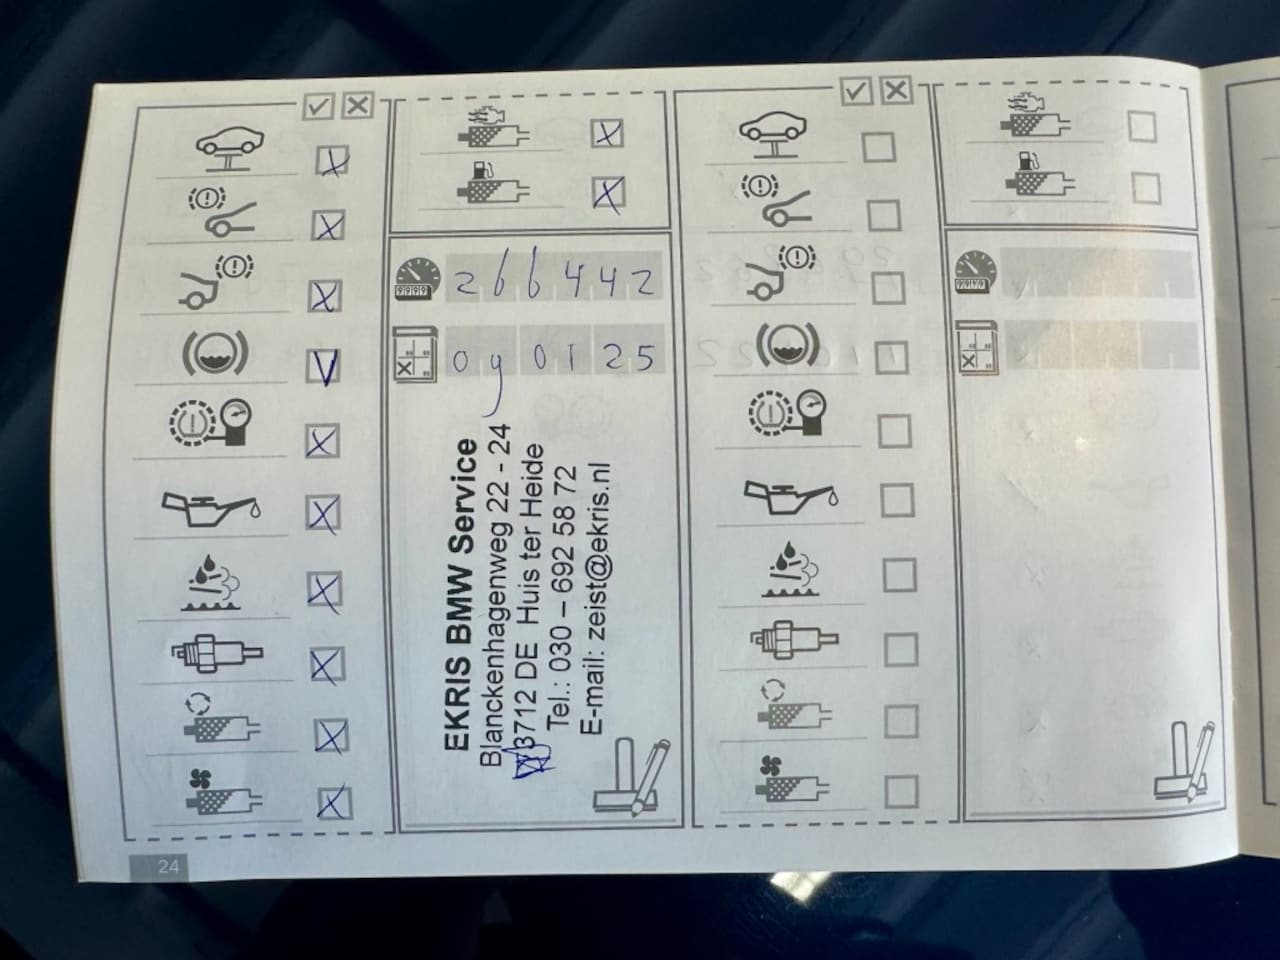 266442
09 01 25
EKRIS BMW Service
Blanckenhagenweg 22 - 24
3712 DE Huis ter Heide
Tel.: 030 – 692 58 72
E-mail: zeist@ekris.nl
24